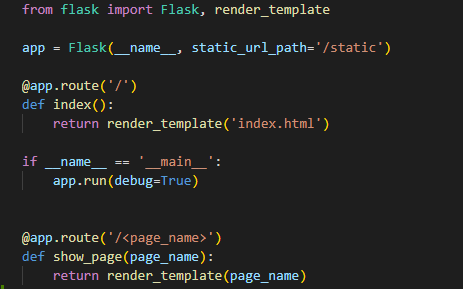 from flask import Flask, render_template
app = Flask(__name__, static_url_path='/static')
@app.route('/')
def index():
    return render_template('index.html')
if __name__ == '__main__':
    app.run(debug=True)
@app.route('/<page_name>')
def show_page(page_name):
    return render_template(page_name)